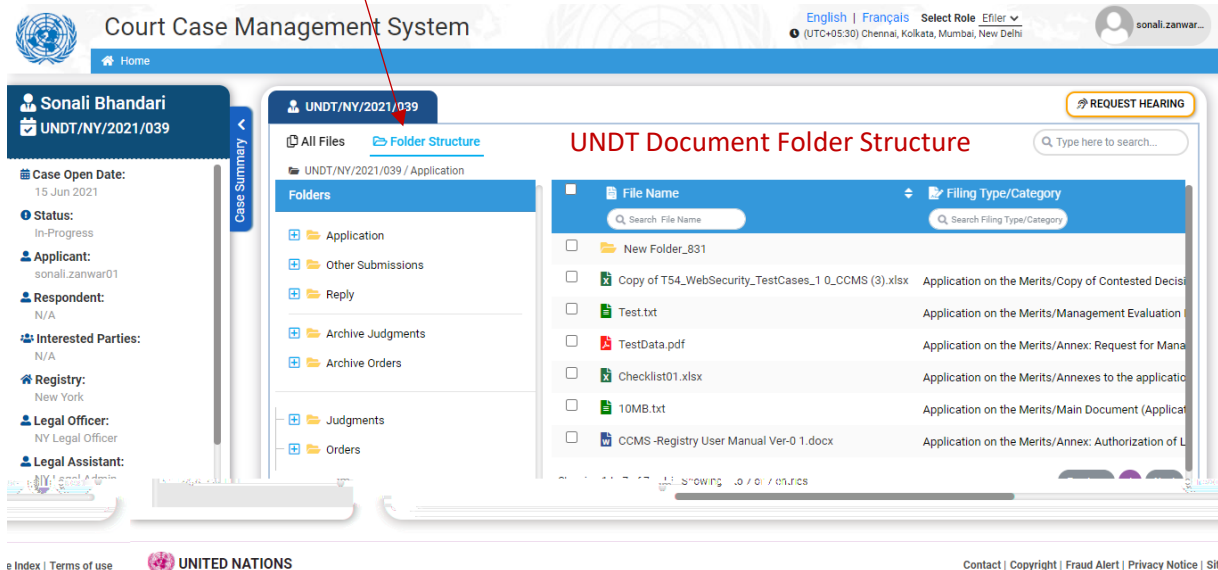 Court Case Management System
English | Français Select Role Efiler
(UTC+05:30) Chennai, Kolkata, Mumbai, New Delhi
sonali.zanwar...
Home
Sonali Bhandari
UNDT/NY/2021/039
Case Open Date:
15 Jun 2021
Status:
In-Progress
Applicant:
sonali.zanwar01
Respondent:
N/A
Interested Parties:
N/A
Registry:
New York
Legal Officer:
NY Legal Officer
Legal Assistant:
NY Legal Admin
Case Summary
UNDT/NY/2021/039
REQUEST HEARING
All Files Folder Structure
UNDT Document Folder Structure
Type here to search...
UNDT/NY/2021/039 / Application
Folders
Application
Other Submissions
Reply
Archive Judgments
Archive Orders
Judgments
Orders
File Name Filing Type/Category
Search File Name Search Filing Type/Category
New Folder_831
Copy of T54_WebSecurity_TestCases_1 0_CCMS (3).xlsx Application on the Merits/Copy of Contested Decisi
Test.txt Application on the Merits/Management Evaluation
TestData.pdf Application on the Merits/Annex: Request for Mana
Checklist01.xlsx Application on the Merits/Annexes to the applicatio
10MB.txt Application on the Merits/Main Document (Applicat
CCMS -Registry User Manual Ver-0 1.docx Application on the Merits/Annex: Authorization of L
e Index | Terms of use
UNITED NATIONS
Contact | Copyright | Fraud Alert | Privacy Notice | Sit